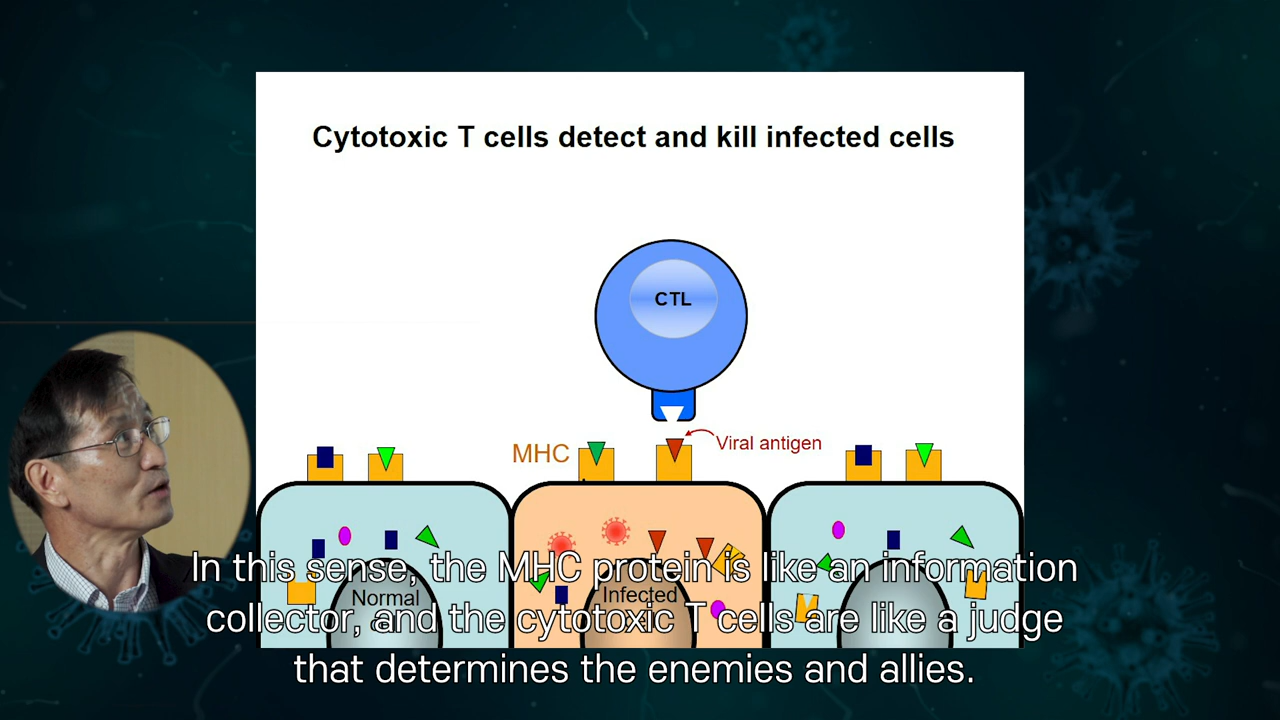 Cytotoxic T cells detect and kill infected cells
CTL
MHC
Viral antigen
Normal
Infected
In this sense, the MHC protein is like an information
collector, and the cytotoxic T cells are like a judge
that determines the enemies and allies.